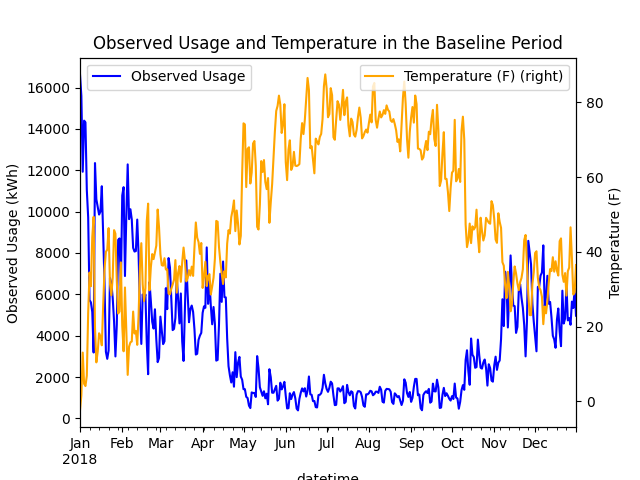 Observed Usage and Temperature in the Baseline Period
Observed Usage
Temperature (F) (right)
16000
14000
12000
10000
8000
6000
4000
2000
0
Observed Usage (kWh)
80
60
40
20
0
Temperature (F)
Jan Feb Mar Apr May Jun Jul Aug Sep Oct Nov Dec
2018
datetime